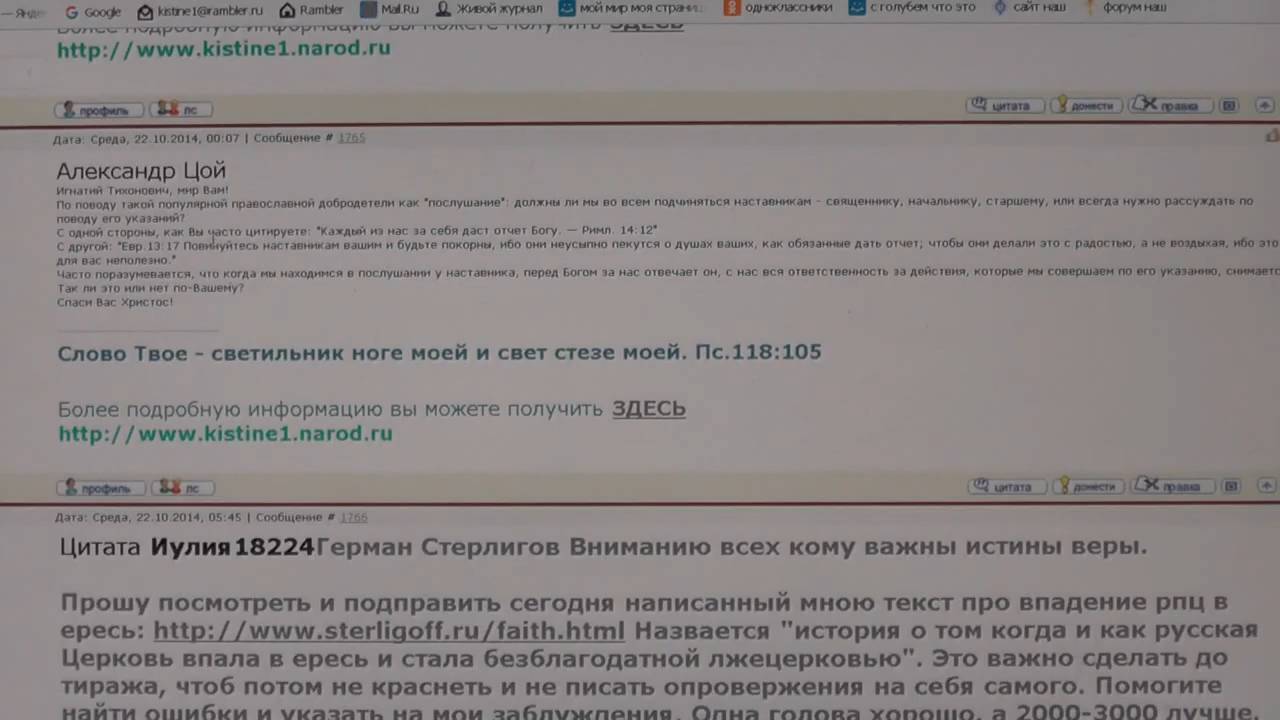 Яндe Google kistine1@rambler.ru Rambler Mail.Ru Живой журнал мой мир моя страниц одноклассники с голубем что это сайт наш форум наш
Более подробную информацию вы можете получить ЗДЕСЬ
http://www.kistine1.narod.ru
профиль лс цитата донести правка
Дата: Среда, 22.10.2014, 00:07 | Сообщение # 1765
Александр Цой
Игнатий Тихонович, мир Вам!
По поводу такой популярной православной добродетели как "послушание": должны ли мы во всем подчиняться наставникам - священнику, начальнику, старшему, или всегда нужно рассуждать по
поводу его указаний?
С одной стороны, как Вы часто цитируете: "Каждый из нас за себя даст отчет Богу. — Римл. 14:12"
С другой: "Евр.13:17 Повинуйтесь наставникам вашим и будьте покорны, ибо они неусыпно пекутся о душах ваших, как обязанные дать отчет; чтобы они делали это с радостью, а не воздыхая, ибо это
для вас неполезно."
Часто поразумевается, что когда мы находимся в послушании у наставника, перед Богом за нас отвечает он, с нас вся ответственность за действия, которые мы совершаем по его указанию, снимаетс
Так ли это или нет по-Вашему?
Спаси Вас Христос!
Слово Твое - светильник ноге моей и свет стезе моей. Пс.118:105
Более подробную информацию вы можете получить ЗДЕСЬ
http://www.kistine1.narod.ru
профиль лс цитата донести правка
Дата: Среда, 22.10.2014, 05:45 | Сообщение # 1766
Цитата Иулия18224Герман Стерлигов Вниманию всех кому важны истины веры.
Прошу посмотреть и подправить сегодня написанный мною текст про впадение рпц в
ересь: http://www.sterligoff.ru/faith.html Назвается "история о том когда и как русская
Церковь впала в ересь и стала безблагодатной лжецерковью". Это важно сделать до
тиража, чтоб потом не краснеть и не писать опровержения на себя самого. Помогите
найти ошибки и указать на мои заблуждения. Одна голова хорошо, а 2000-3000 лучше.